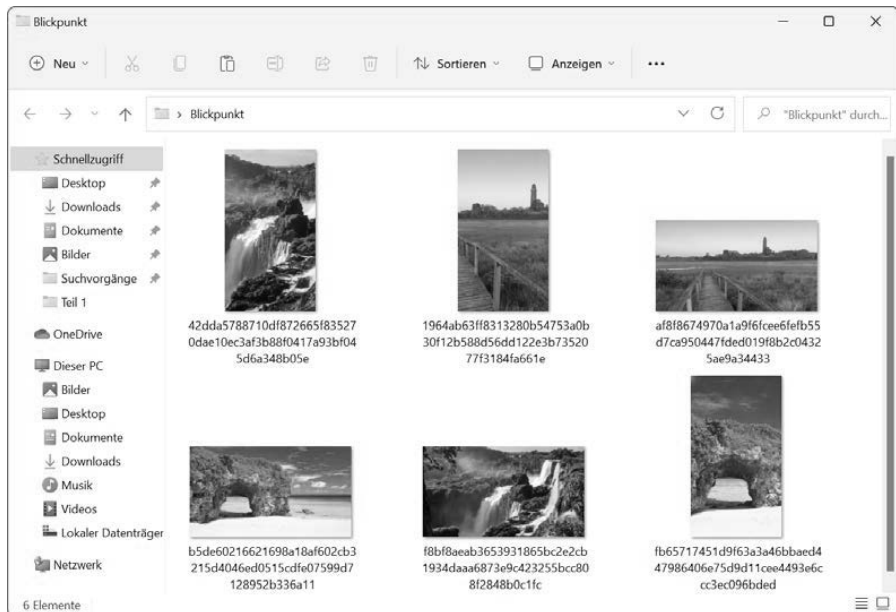 Blickpunkt
Neu
Sortieren
Anzeigen
Blickpunkt
"Blickpunkt" durch...
Schnellzugriff
Desktop
Downloads
Dokumente
Bilder
Suchvorgänge
Teil 1
OneDrive
Dieser PC
Bilder
Desktop
Dokumente
Downloads
Musik
Videos
Lokaler Datenträger
Netzwerk
42dda5788710df872665f83527
0dae10ec3af3b88f0417a93bf04
5d6a348b05e
1964ab63ff8313280b54753a0b
30f12b588d56dd122e3b73520
77f3184fa661e
af8f8674970a1a9f6fcee6fefb55
d7ca950447fded019f8b2c0432
5ae9a34433
b5de60216621698a18af602cb3
215d4046ed0515cdfe07599d7
128952b336a11
f8bf8aeab3653931865bc2e2cb
1934daaa6873e9c423255bcc80
8f2848b0c1fc
fb65717451d9f63a3a46bbaed4
47986406e75d9d11cee4493e6c
cc3ec096bded
6 Elemente